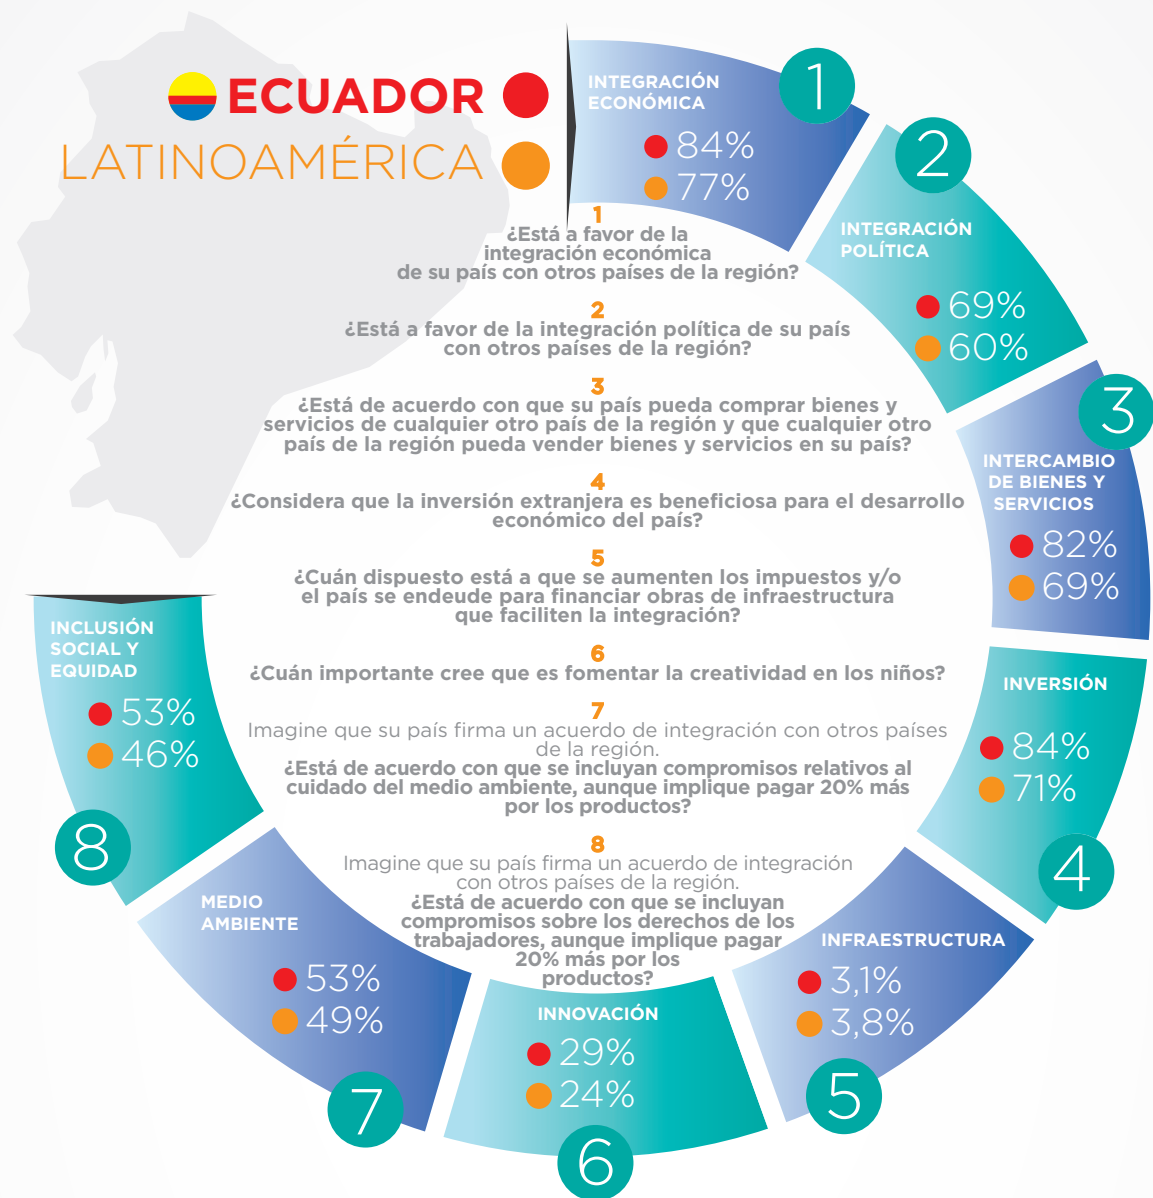 ECUADOR
LATINOAMÉRICA
1
INTEGRACIÓN
ECONÓMICA
84%
77%
2
INTEGRACIÓN
POLÍTICA
69%
60%
3
INTERCAMBIO
DE BIENES Y
SERVICIOS
82%
69%
INVERSIÓN
84%
71%
4
INFRAESTRUCTURA
3,1%
3,8%
5
INNOVACIÓN
29%
24%
6
MEDIO
AMBIENTE
53%
49%
7
INCLUSIÓN
SOCIAL Y
EQUIDAD
53%
46%
8
1
¿Está a favor de la
integración económica
de su país con otros países de la región?
2
¿Está a favor de la integración política de su país
con otros países de la región?
3
¿Está de acuerdo con que su país pueda comprar bienes y
servicios de cualquier otro país de la región y que cualquier otro
país de la región pueda vender bienes y servicios en su país?
4
¿Considera que la inversión extranjera es beneficiosa para el desarrollo
económico del país?
5
¿Cuán dispuesto está a que se aumenten los impuestos y/o
el país se endeude para financiar obras de infraestructura
que faciliten la integración?
6
¿Cuán importante cree que es fomentar la creatividad en los niños?
7
Imagine que su país firma un acuerdo de integración con otros países
de la región.
¿Está de acuerdo con que se incluyan compromisos relativos al
cuidado del medio ambiente, aunque implique pagar 20% más
por los productos?
8
Imagine que su país firma un acuerdo de integración
con otros países de la región.
¿Está de acuerdo con que se incluyan
compromisos sobre los derechos de los
trabajadores, aunque implique pagar
20% más por los
productos?